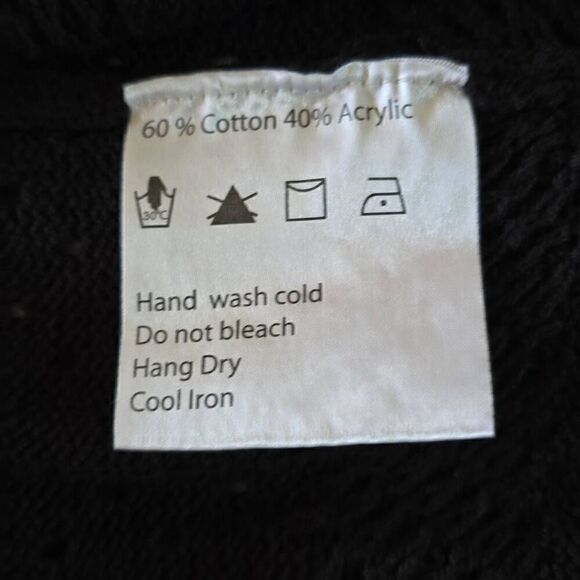 60 % Cotton 40% Acrylic
30°C
Hand wash cold
Do not bleach
Hang Dry
Cool Iron